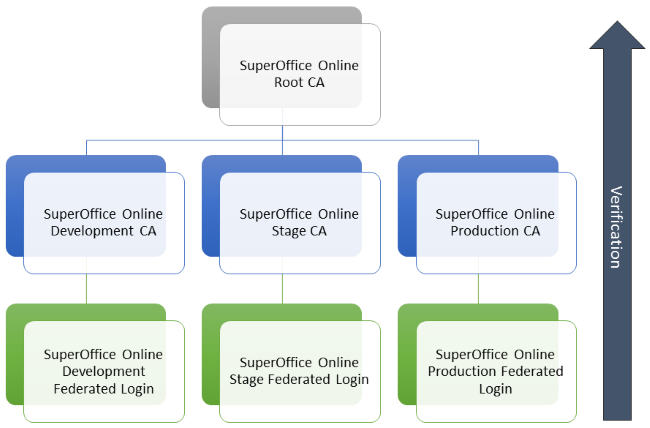 SuperOffice Online
Root CA
SuperOffice Online
Development CA
SuperOffice Online
Stage CA
SuperOffice Online
Production CA
Verification
SuperOffice Online
Development
Federated Login
SuperOffice Online
Stage Federated Login
SuperOffice Online
Production Federated
Login